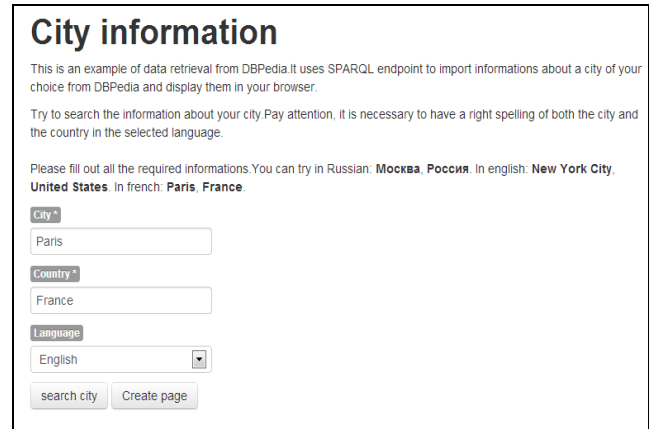 City information
This is an example of data retrieval from DBPedia.It uses SPARQL endpoint to import informations about a city of your
choice from DBPedia and display them in your browser.
Try to search the information about your city.Pay attention, it is necessary to have a right spelling of both the city and
the country in the selected language.
Please fill out all the required informations.You can try in Russian: Москва, Россия. In english: New York City,
United States. In french: Paris, France.
City *
Paris
Country *
France
Language
English
search city Create page